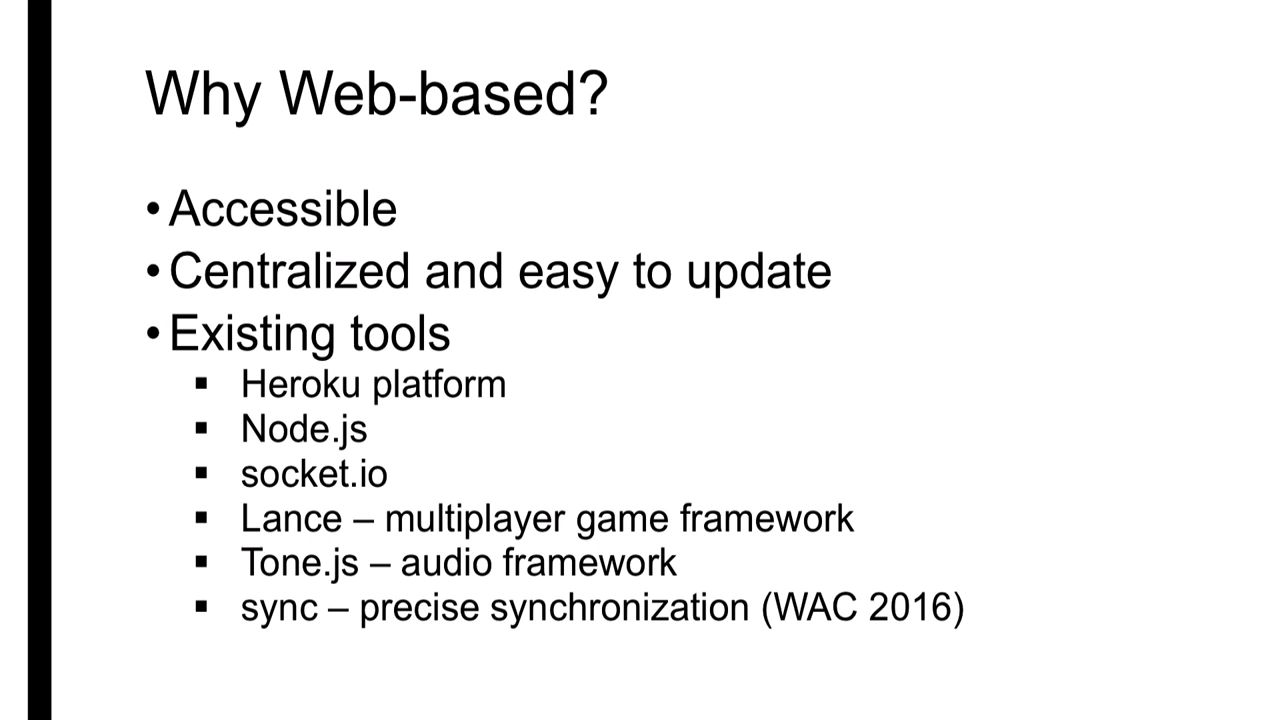 Why Web-based?
• Accessible
• Centralized and easy to update
• Existing tools
▪ Heroku platform
▪ Node.js
▪ socket.io
▪ Lance – multiplayer game framework
▪ Tone.js – audio framework
▪ sync – precise synchronization (WAC 2016)